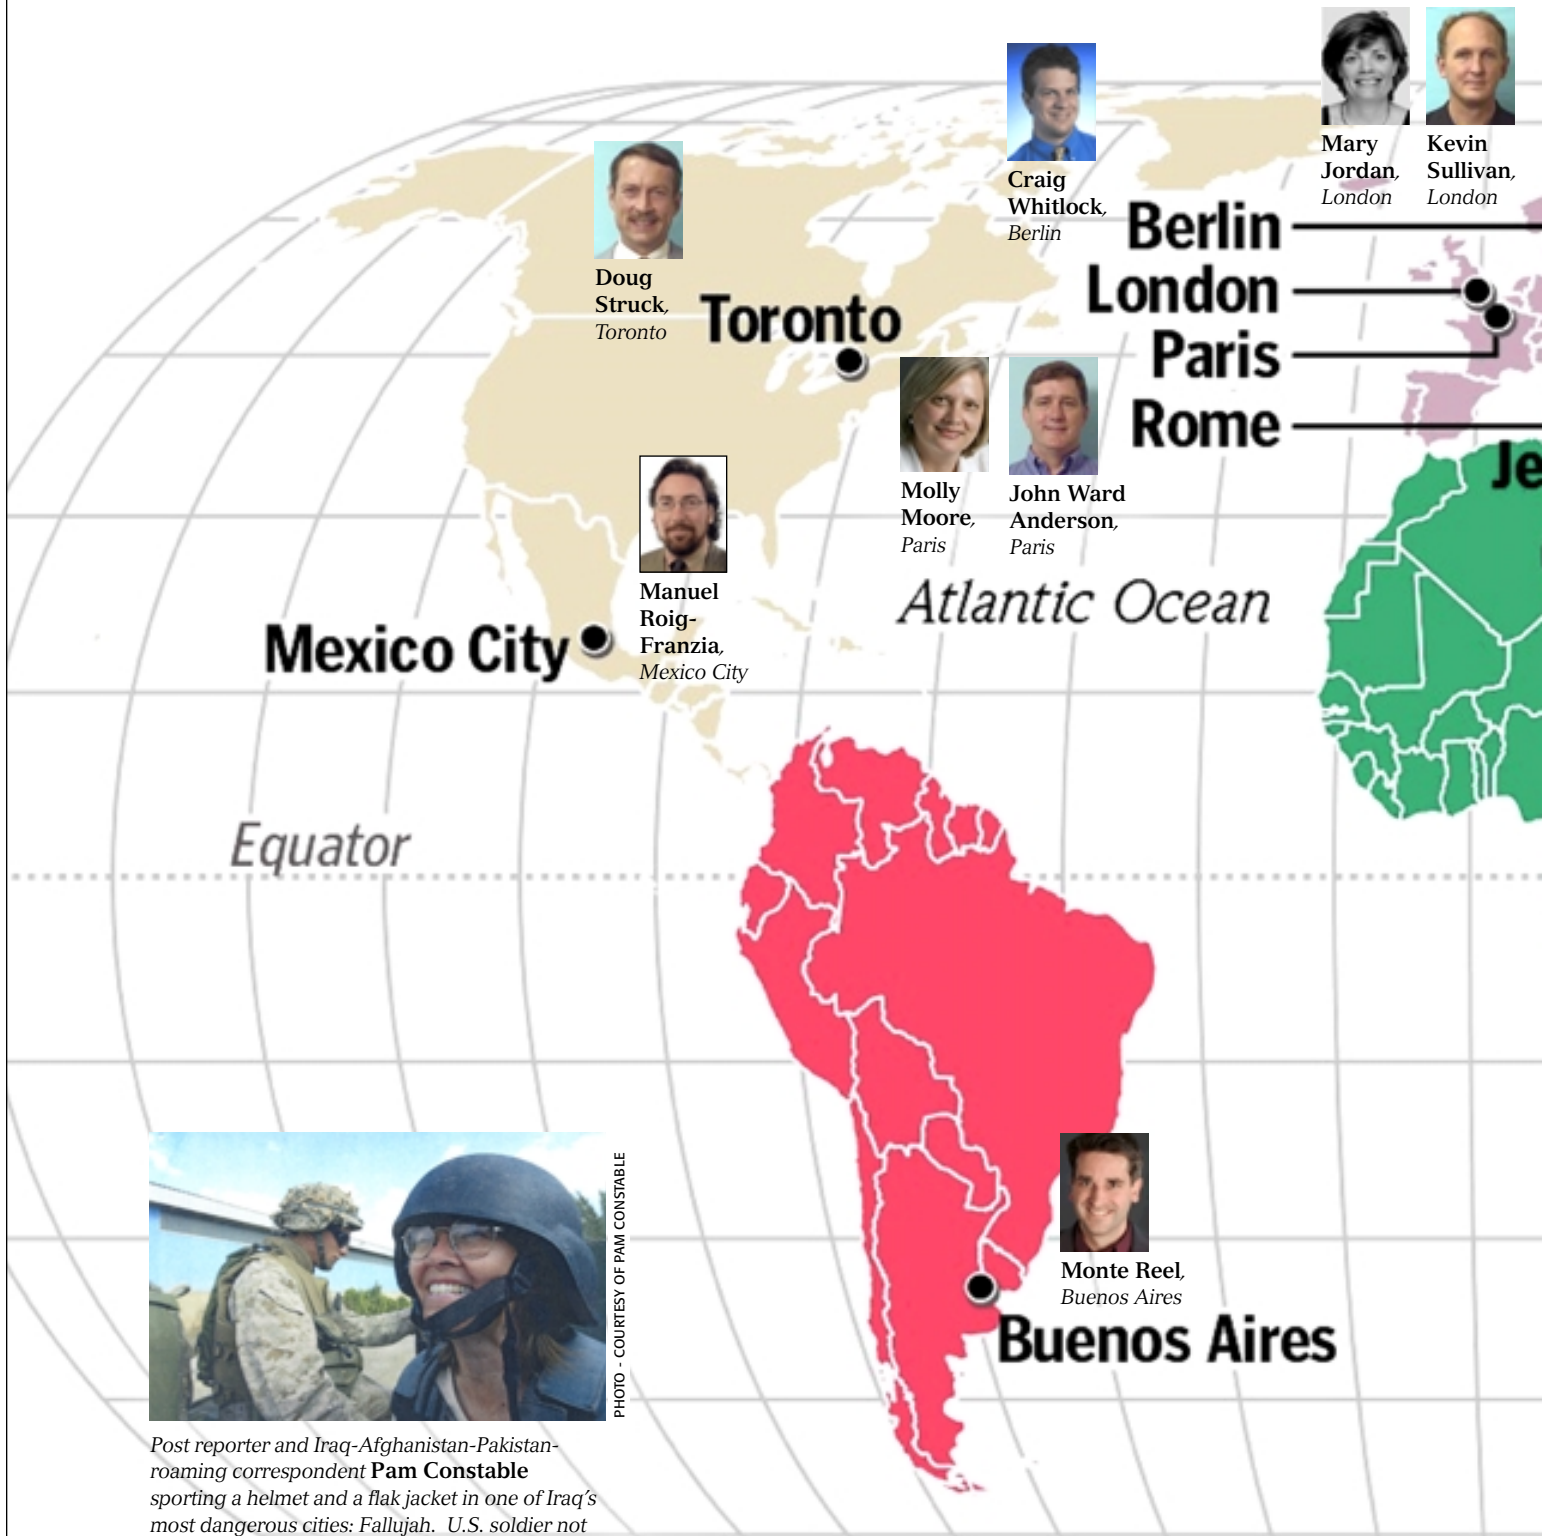 Mary
Jordan,
London
Kevin
Sullivan,
London
Craig
Whitlock,
Berlin
Berlin
London
Paris
Rome
Doug
Struck,
Toronto
Toronto
Molly
Moore,
Paris
John Ward
Anderson,
Paris
Je
Manuel
Roig-
Franzia,
Mexico City
Mexico City
Atlantic Ocean
Equator
Monte Reel,
Buenos Aires
Buenos Aires
PHOTO - COURTESY OF PAM CONSTABLE
Post reporter and Iraq-Afghanistan-Pakistan-
roaming correspondent Pam Constable
sporting a helmet and a flak jacket in one of Iraq's
most dangerous cities: Fallujah. U.S. soldier not